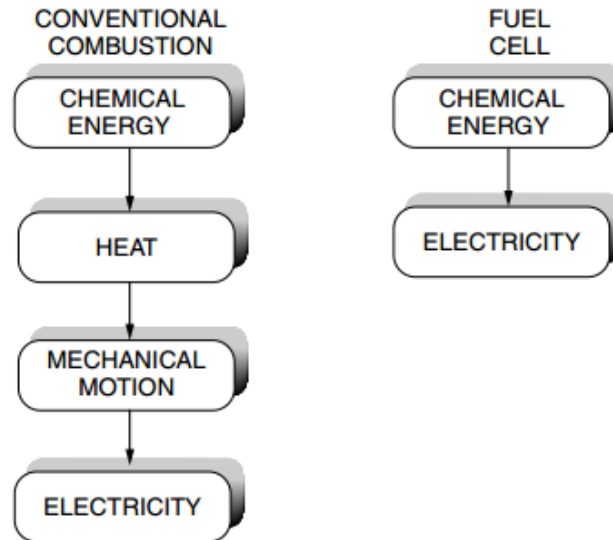 CONVENTIONAL
COMBUSTION
CHEMICAL
ENERGY
HEAT
MECHANICAL
MOTION
ELECTRICITY
FUEL
CELL
CHEMICAL
ENERGY
ELECTRICITY